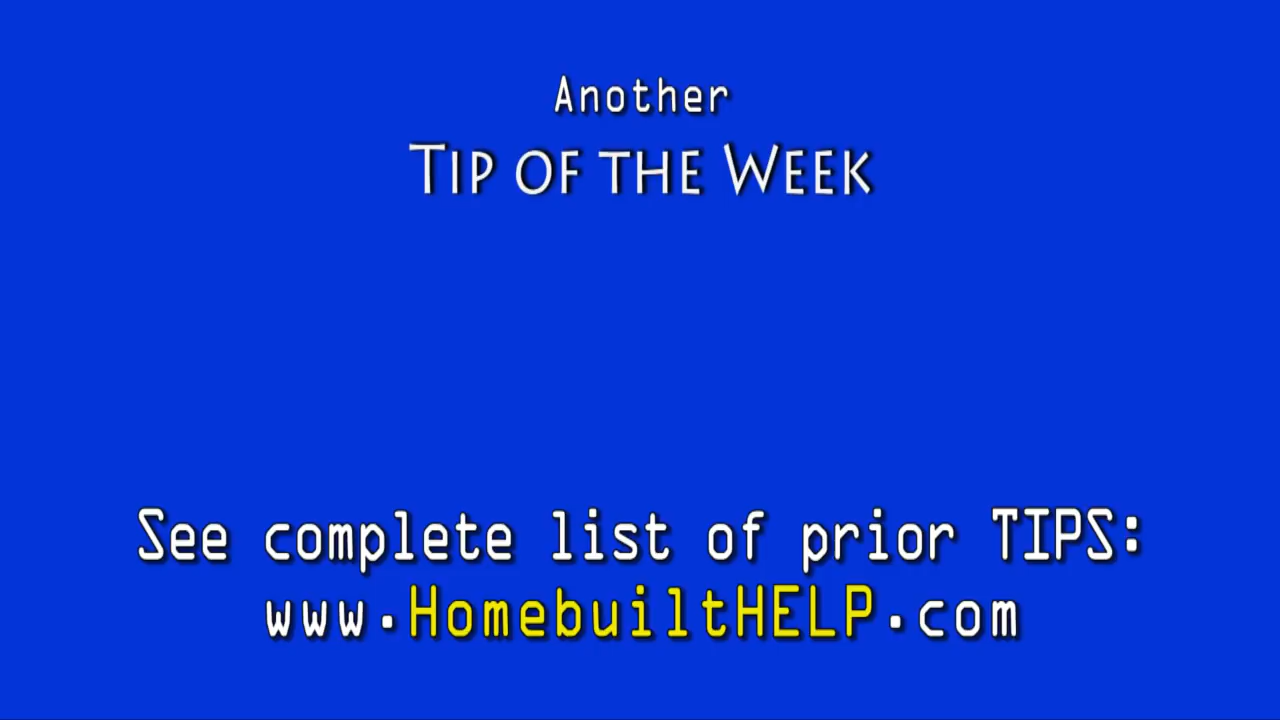 Another
Tip of the Week
See complete list of prior TIPS:
www.HomebuiltHELP.com